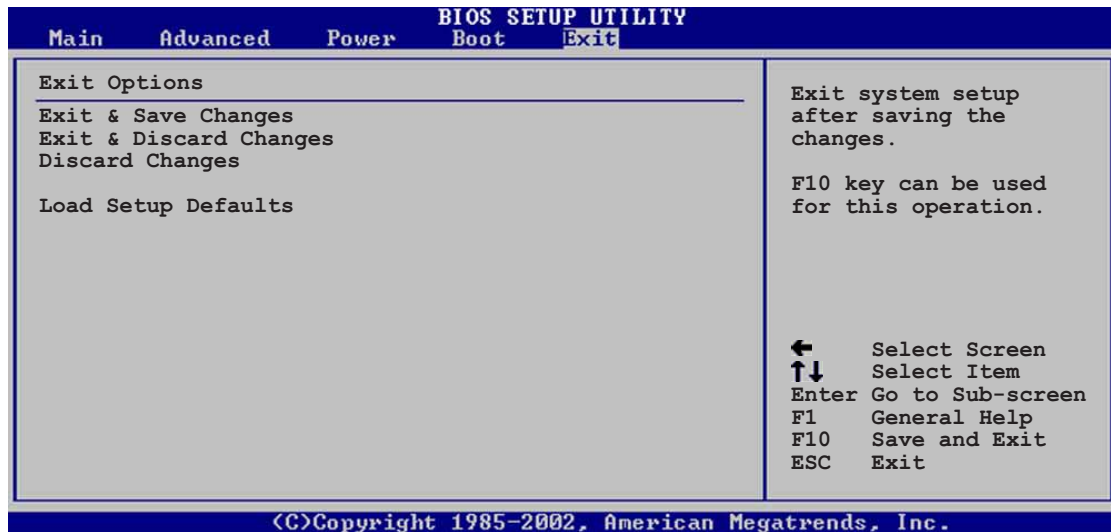 BIOS SETUP UTILITY
Main Advanced Power Boot Exit
Exit Options
Exit & Save Changes
Exit & Discard Changes
Discard Changes
Load Setup Defaults
Exit system setup
after saving the
changes.
F10 key can be used
for this operation.
← Select Screen
↑↓ Select Item
Enter Go to Sub-screen
F1 General Help
F10 Save and Exit
ESC Exit
(C)Copyright 1985-2002, American Megatrends, Inc.